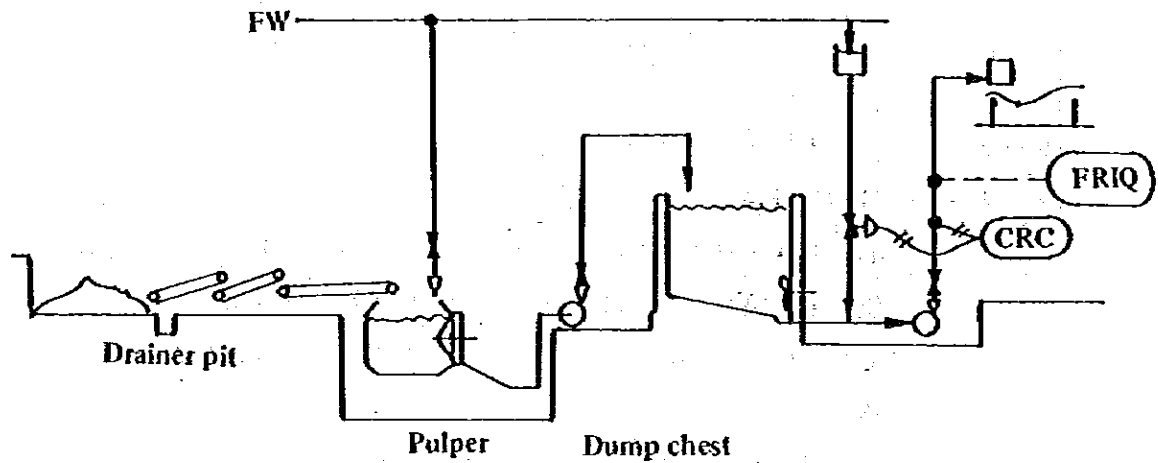 FW
FRIQ
CRC
Drainer pit
Pulper
Dump chest